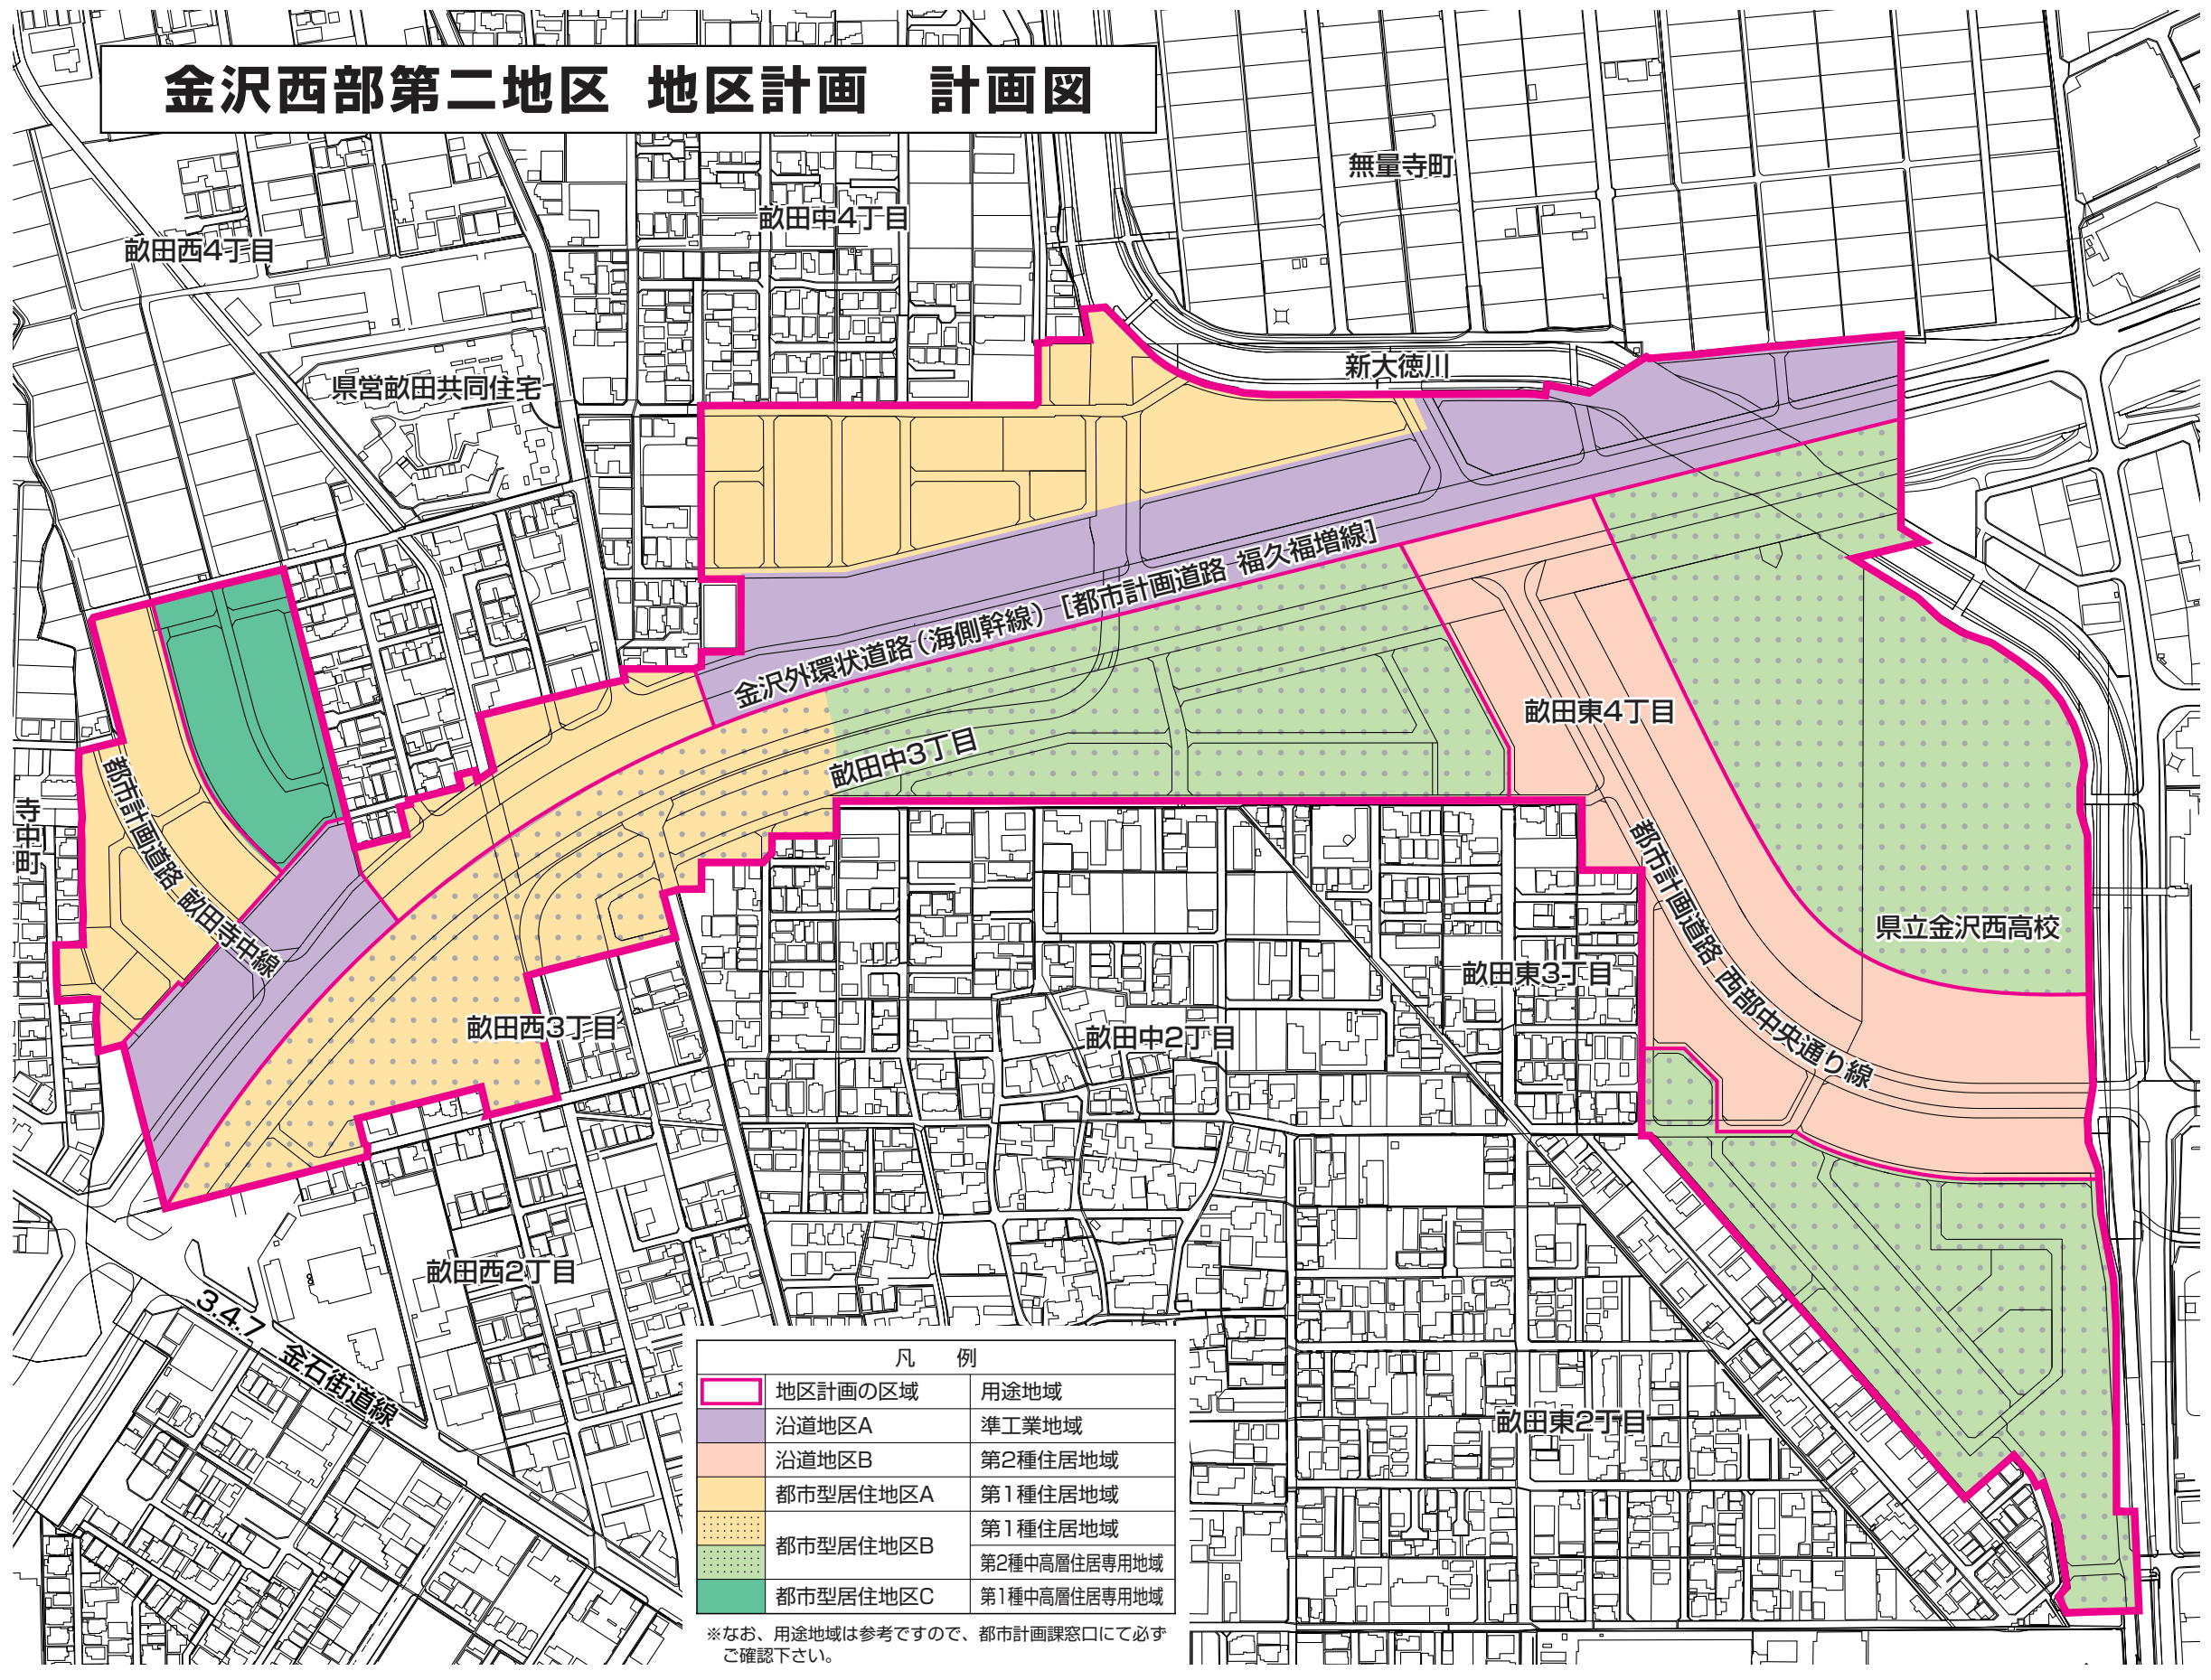 金沢西部第二地区 地区計画 計画図
無量寺町
畝田中4丁目
畝田西4丁目
新大徳川
県営畝田共同住宅
金沢外環状道路(海側幹線)[都市計画道路 福久福増線]
畝田東4丁目
畝田中3丁目
都市計画道路 畝田寺中線
寺中町
都市計画道路 西部中央通り線
県立金沢西高校
畝田東3丁目
畝田西3丁目
畝田中2丁目
畝田西2丁目
3.4.7 金石街道線
畝田東2丁目
凡 例
地区計画の区域 用途地域
沿道地区A 準工業地域
沿道地区B 第2種住居地域
都市型居住地区A 第1種住居地域
都市型居住地区B 第1種住居地域
第2種中高層住居専用地域
都市型居住地区C 第1種中高層住居専用地域
※なお、用途地域は参考ですので、都市計画課窓口にて必ず
ご確認下さい。